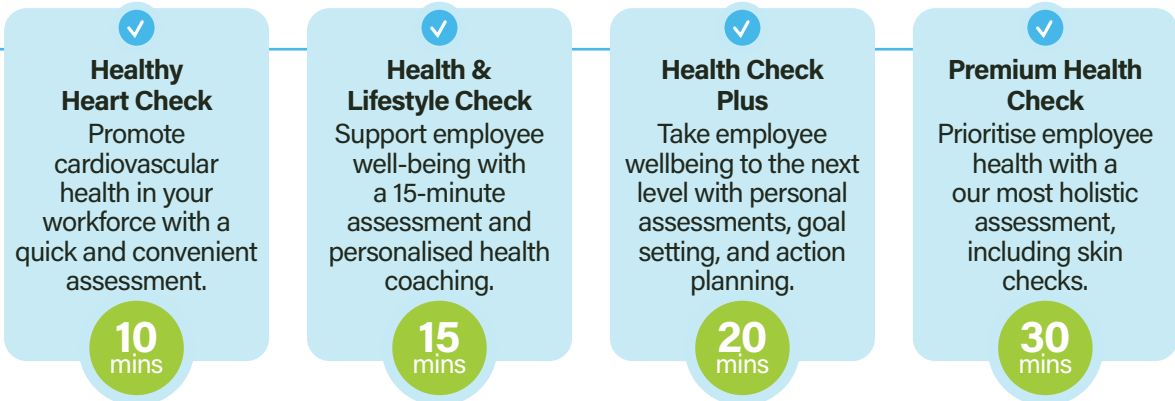 Healthy
Heart Check
Promote
cardiovascular
health in your
workforce with a
quick and convenient
assessment.
10
mins
Health &
Lifestyle Check
Support employee
well-being with
a 15-minute
assessment and
personalised health
coaching.
15
mins
Health Check
Plus
Take employee
wellbeing to the next
level with personal
assessments, goal
setting, and action
planning.
20
mins
Premium Health
Check
Prioritise employee
health with a
our most holistic
assessment,
including skin
checks.
30
mins